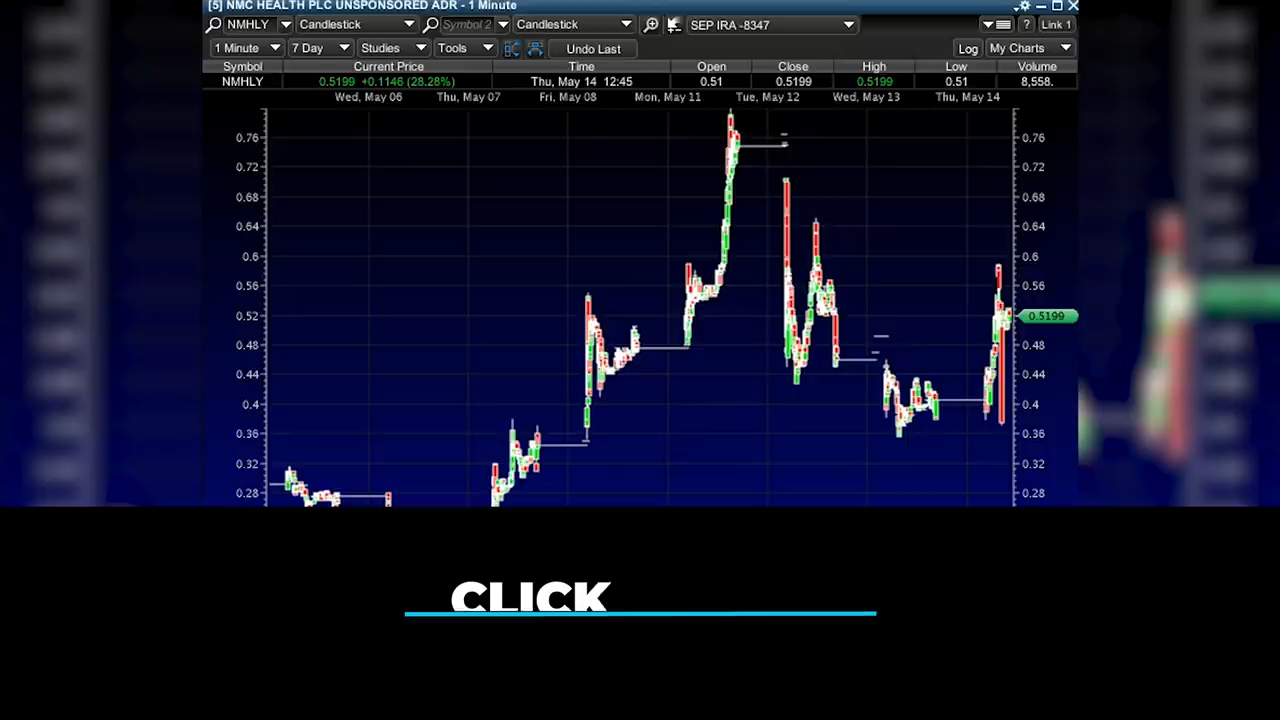 [5] NMC HEALTH PLC UNSPONSORED ADR - 1 Minute
NMHLY Candlestick Symbol 2 Candlestick SEP IRA -8347 ? Link 1
1 Minute 7 Day Studies Tools Undo Last Log My Charts
Symbol Current Price Time Open Close High Low Volume
NMHLY 0.5199 +0.1146 (28.28%) Thu, May 14 12:45 0.51 0.5199 0.5199 0.51 8,558.
Wed, May 06 Thu, May 07 Fri, May 08 Mon, May 11 Tue, May 12 Wed, May 13 Thu, May 14
0.76 0.76
0.72 0.72
0.68 0.68
0.64 0.64
0.6 0.6
0.56 0.56
0.52 0.5199
0.48 0.48
0.44 0.44
0.4 0.4
0.36 0.36
0.32 0.32
0.28 0.28
CLICK